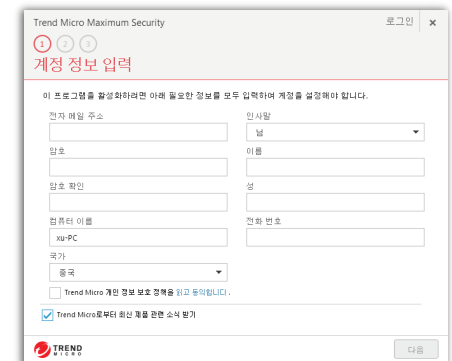 Trend Micro Maximum Security 로그인 ×
1 2 3
계정 정보 입력
이 프로그램을 활성화하려면 아래 필요한 정보를 모두 입력하여 계정을 설정해야 합니다.
전자 메일 주소 인사말
님
암호 이름
암호 확인 성
컴퓨터 이름 전화 번호
xu-PC
국가
중국
Trend Micro 개인 정보 보호 정책을 읽고 동의합니다.
Trend Micro로부터 최신 제품 관련 소식 받기
TREND
MICRO
다음